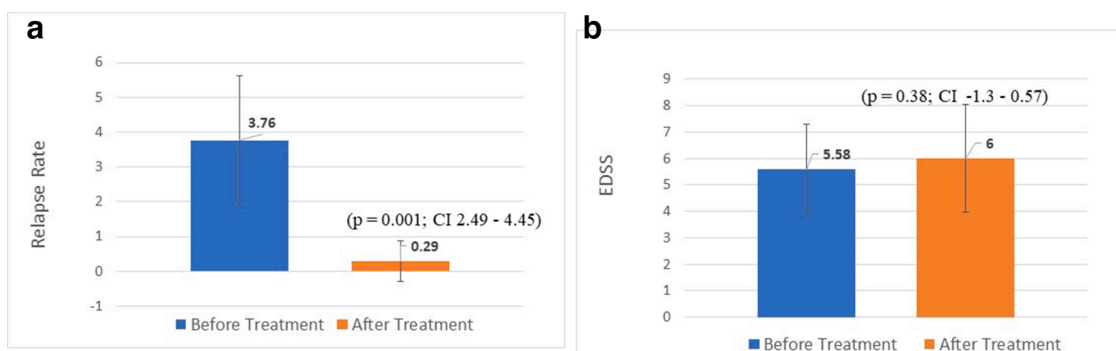 a
6
5
4
3
2
1
0
-1
Relapse Rate
3.76
(p = 0.001; CI 2.49 - 4.45)
0.29
Before Treatment After Treatment
b
9
8
7
6
5
4
3
2
1
0
EDSS
(p = 0.38; CI -1.3 - 0.57)
5.58
6
Before Treatment After Treatment